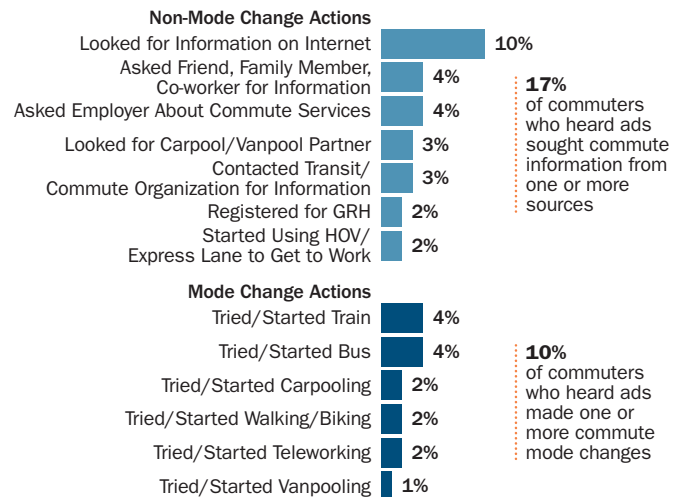 Non-Mode Change Actions
Looked for Information on Internet
10%
Asked Friend, Family Member,
Co-worker for Information
4%
Asked Employer About Commute Services
4%
Looked for Carpool/Vanpool Partner
3%
Contacted Transit/
Commute Organization for Information
3%
Registered for GRH
2%
Started Using HOV/
Express Lane to Get to Work
2%
17%
of commuters
who heard ads
sought commute
information from
one or more
sources
Mode Change Actions
Tried/Started Train
4%
Tried/Started Bus
4%
Tried/Started Carpooling
2%
Tried/Started Walking/Biking
2%
Tried/Started Teleworking
2%
Tried/Started Vanpooling
1%
10%
of commuters
who heard ads
made one or
more commute
mode changes